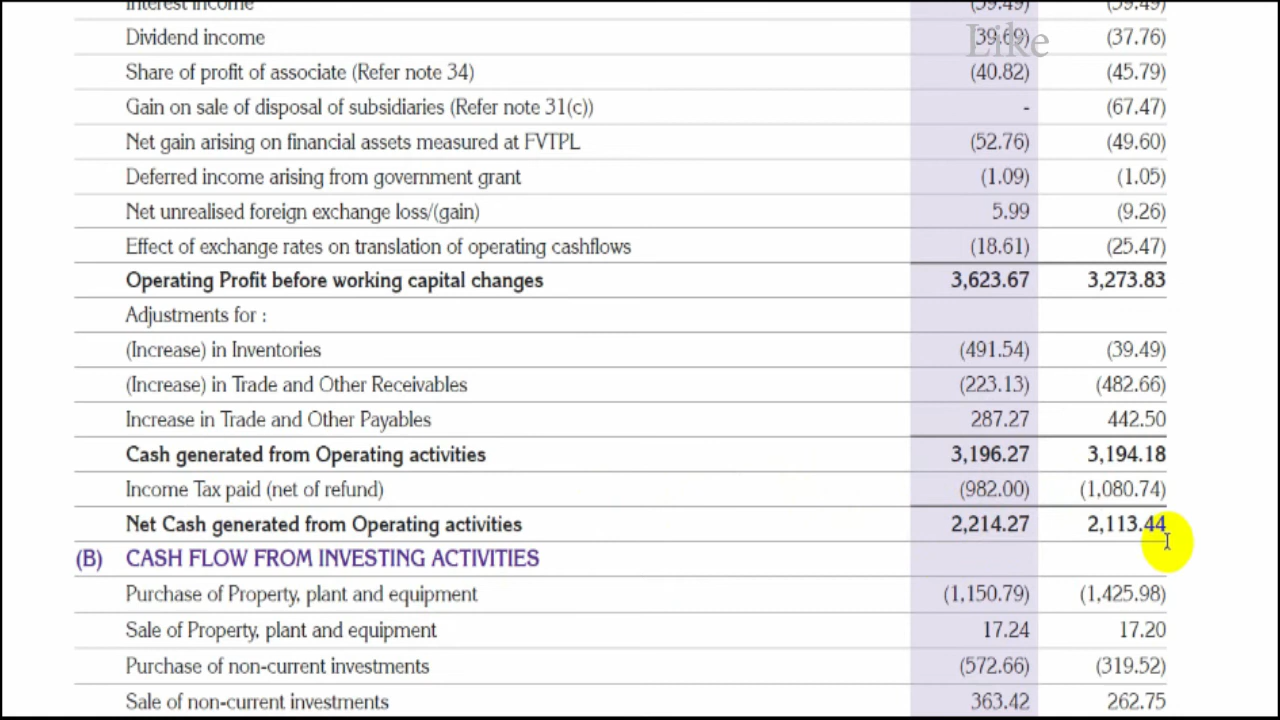 Interest income (39.49) (39.49)
Dividend income (39.69) (37.76)
Like
Share of profit of associate (Refer note 34) (40.82) (45.79)
Gain on sale of disposal of subsidiaries (Refer note 31(c)) - (67.47)
Net gain arising on financial assets measured at FVTPL (52.76) (49.60)
Deferred income arising from government grant (1.09) (1.05)
Net unrealised foreign exchange loss/(gain) 5.99 (9.26)
Effect of exchange rates on translation of operating cashflows (18.61) (25.47)
Operating Profit before working capital changes 3,623.67 3,273.83
Adjustments for :
(Increase) in Inventories (491.54) (39.49)
(Increase) in Trade and Other Receivables (223.13) (482.66)
Increase in Trade and Other Payables 287.27 442.50
Cash generated from Operating activities 3,196.27 3,194.18
Income Tax paid (net of refund) (982.00) (1,080.74)
Net Cash generated from Operating activities 2,214.27 2,113.44
(B) CASH FLOW FROM INVESTING ACTIVITIES
Purchase of Property, plant and equipment (1,150.79) (1,425.98)
Sale of Property, plant and equipment 17.24 17.20
Purchase of non-current investments (572.66) (319.52)
Sale of non-current investments 363.42 262.75